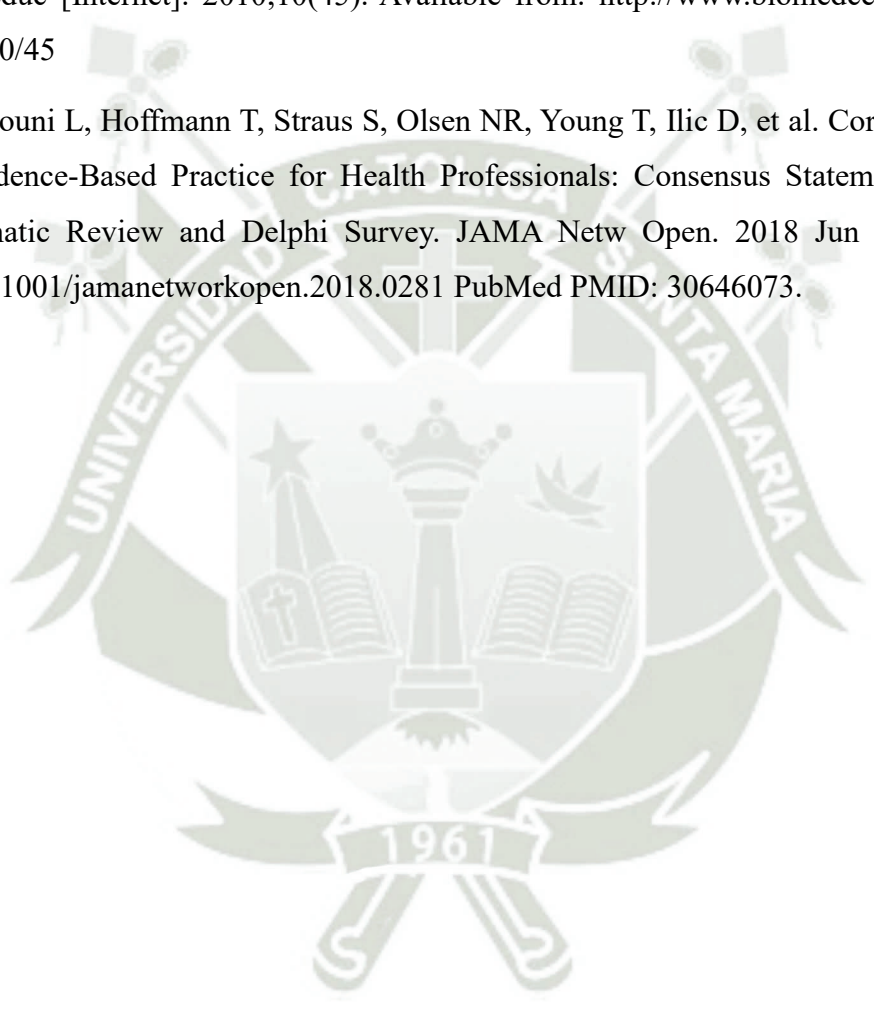 educ [Internet]. 2010;10(45). Available from: http://www.biomedce
0/45
ouni L, Hoffmann T, Straus S, Olsen NR, Young T, Ilic D, et al. Cor
dence-Based Practice for Health Professionals: Consensus Statem
natic Review and Delphi Survey. JAMA Netw Open. 2018 Jun
1001/jamanetworkopen.2018.0281 PubMed PMID: 30646073.
UNIVERSIDAD CATOLICA SANTA MARIA
1961